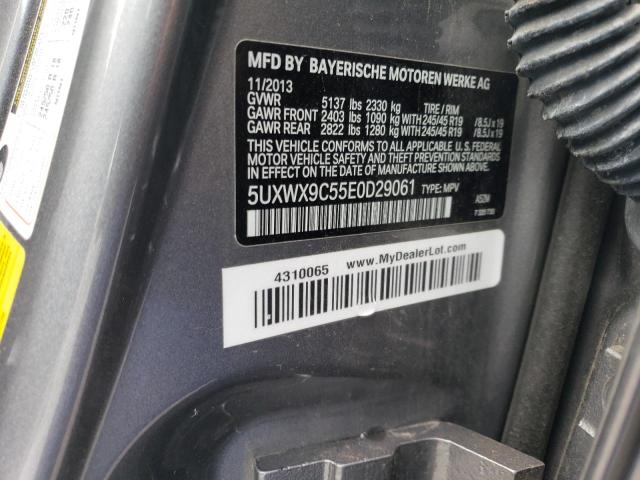 MFD BY BAYERISCHE MOTOREN WERKE AG
11/2013
GVWR 5137 lbs 2330 kg TIRE / RIM
GAWR FRONT 2403 lbs 1090 kg WITH 245/45 R19 / 8.5J x 19
GAWR REAR 2822 lbs 1280 kg WITH 245/45 R19 / 8.5J x 19
THIS VEHICLE CONFORMS TO ALL APPLICABLE U. S. FEDERAL
MOTOR VEHICLE SAFETY, BUMPER, AND THEFT PREVENTION STANDARDS
IN EFFECT ON THE DATE OF MANUFACTURE SHOWN ABOVE.
5UXWX9C55E0D29061 TYPE: MPV
4310065 www.MyDealerLot.com